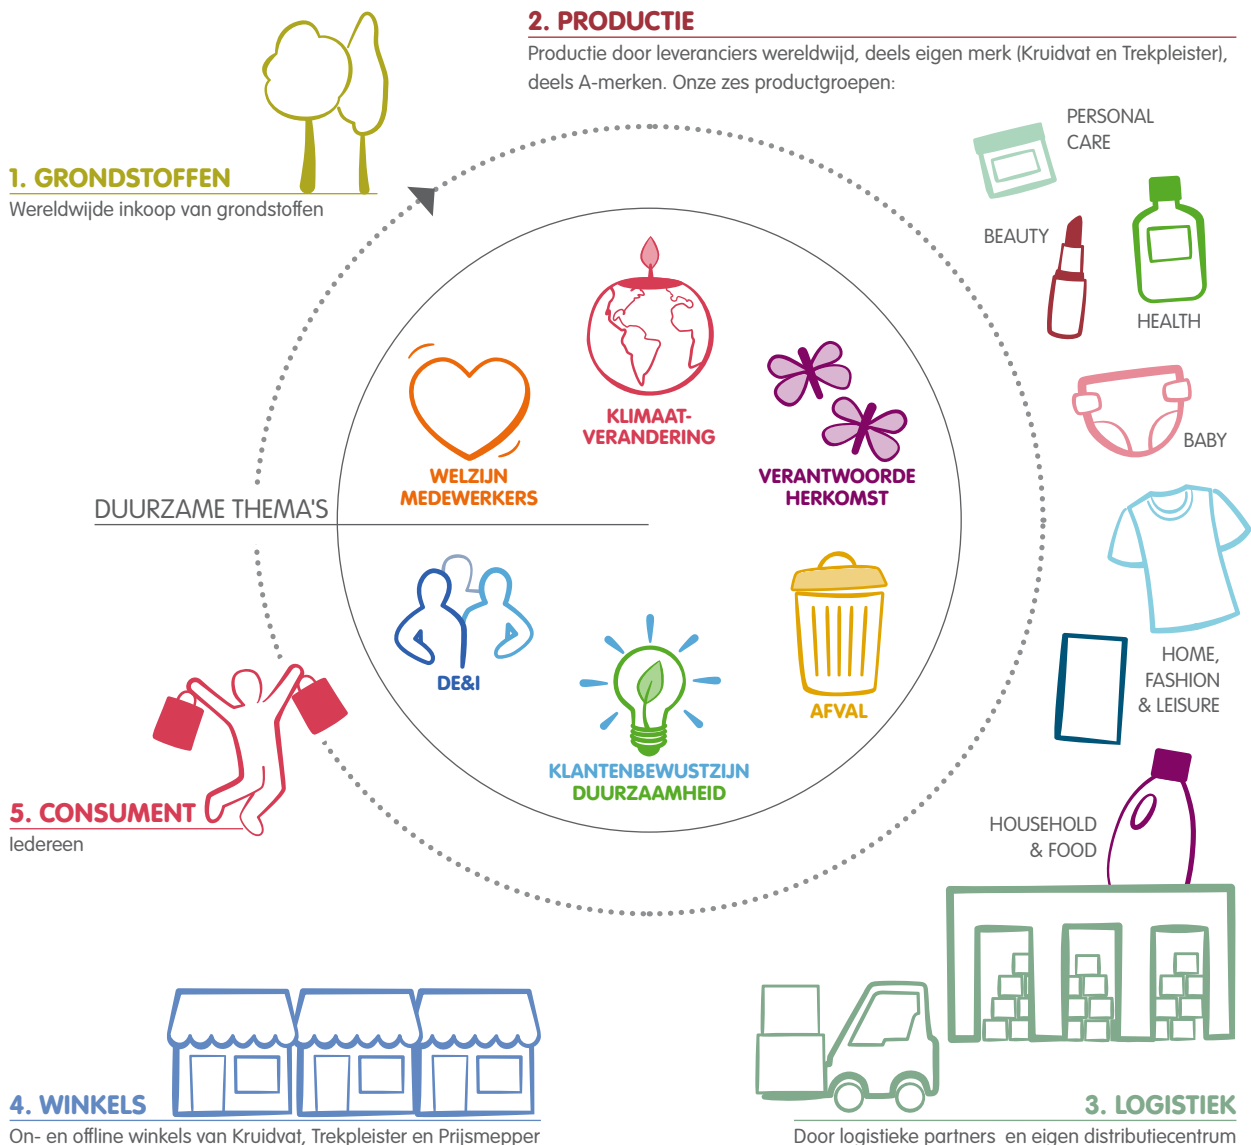 2. PRODUCTIE
Productie door leveranciers wereldwijd, deels eigen merk (Kruidvat en Trekpleister),
deels A-merken. Onze zes productgroepen:
PERSONAL
CARE
BEAUTY
HEALTH
BABY
HOME,
FASHION
& LEISURE
HOUSEHOLD
& FOOD
1. GRONDSTOFFEN
Wereldwijde inkoop van grondstoffen
KLIMAAT-
VERANDERING
WELZIJN
MEDEWERKERS
VERANTWOORDE
HERKOMST
DUURZAME THEMA'S
DE&I
KLANTENBEWUSTZIJN
DUURZAAMHEID
AFVAL
5. CONSUMENT
Iedereen
4. WINKELS
On- en offline winkels van Kruidvat, Trekpleister en Prijsmepper
3. LOGISTIEK
Door logistieke partners en eigen distributiecentrum